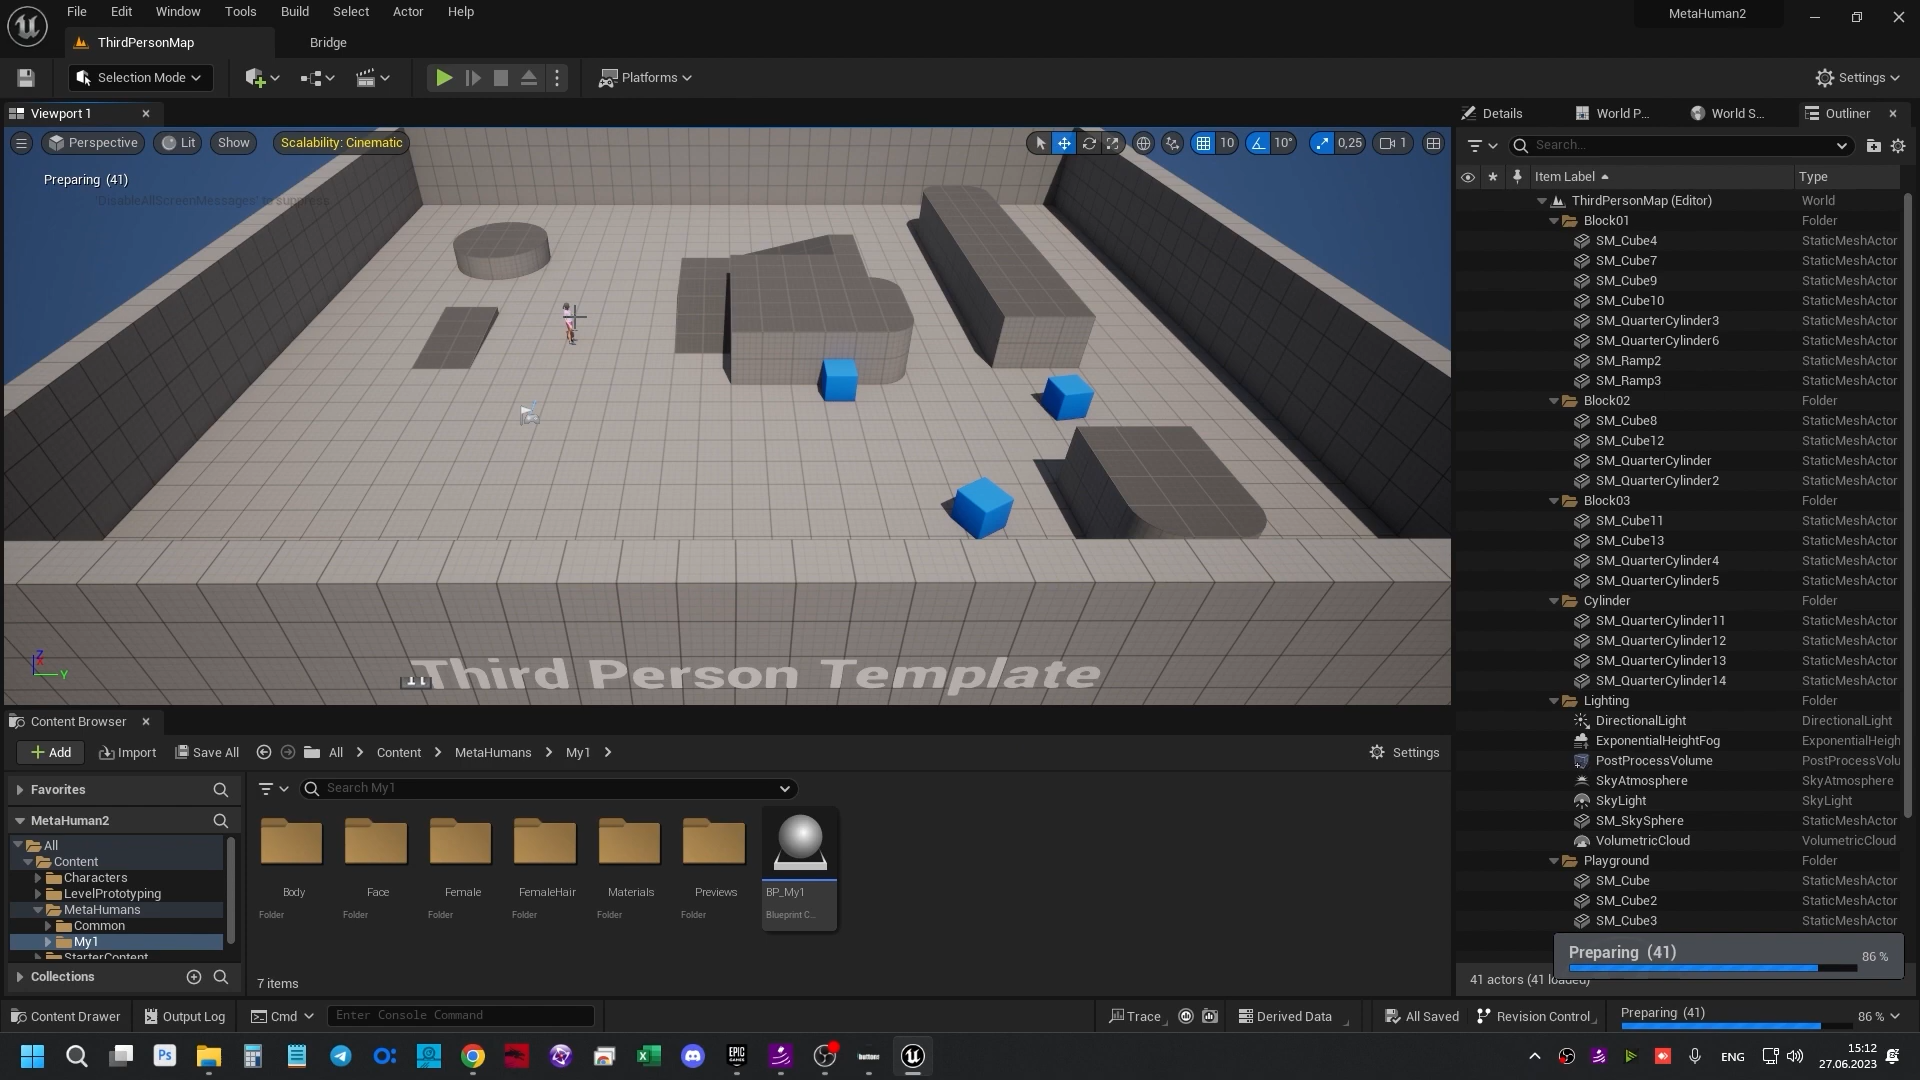 File Edit Window Tools Build Select Actor Help
MetaHuman2
ThirdPersonMap
Bridge
Selection Mode
Platforms
Settings
Viewport 1
Perspective Lit Show Scalability: Cinematic
10 10° 0,25 1
Preparing (41)
'DisableAllScreenMessages' to suppress
Third Person Template
Z
X
Y
Details World P... World S... Outliner
Search...
Item Label Type
ThirdPersonMap (Editor) World
Block01 Folder
SM_Cube4 StaticMeshActor
SM_Cube7 StaticMeshActor
SM_Cube9 StaticMeshActor
SM_Cube10 StaticMeshActor
SM_QuarterCylinder3 StaticMeshActor
SM_QuarterCylinder6 StaticMeshActor
SM_Ramp2 StaticMeshActor
SM_Ramp3 StaticMeshActor
Block02 Folder
SM_Cube8 StaticMeshActor
SM_Cube12 StaticMeshActor
SM_QuarterCylinder StaticMeshActor
SM_QuarterCylinder2 StaticMeshActor
Block03 Folder
SM_Cube11 StaticMeshActor
SM_Cube13 StaticMeshActor
SM_QuarterCylinder4 StaticMeshActor
SM_QuarterCylinder5 StaticMeshActor
Cylinder Folder
SM_QuarterCylinder11 StaticMeshActor
SM_QuarterCylinder12 StaticMeshActor
SM_QuarterCylinder13 StaticMeshActor
SM_QuarterCylinder14 StaticMeshActor
Lighting Folder
DirectionalLight DirectionalLight
ExponentialHeightFog ExponentialHeigh
PostProcessVolume PostProcessVolu
SkyAtmosphere SkyAtmosphere
SkyLight SkyLight
SM_SkySphere StaticMeshActor
VolumetricCloud VolumetricCloud
Playground Folder
SM_Cube StaticMeshActor
SM_Cube2 StaticMeshActor
SM_Cube3 StaticMeshActor
Preparing (41) 86 %
41 actors (41 loaded)
Content Browser
Add Import Save All All Content MetaHumans My1 Settings
Favorites
MetaHuman2
All
Content
Characters
LevelPrototyping
MetaHumans
Common
My1
StarterContent
Collections
Search My1
Body Face Female FemaleHair Materials Previews BP_My1
Folder Folder Folder Folder Folder Folder Blueprint C...
7 items
Content Drawer Output Log Cmd Enter Console Command Trace Derived Data All Saved Revision Control Preparing (41) 86 %
Ps
EPIC GAMES
buttons
ENG
15:12
27.06.2023